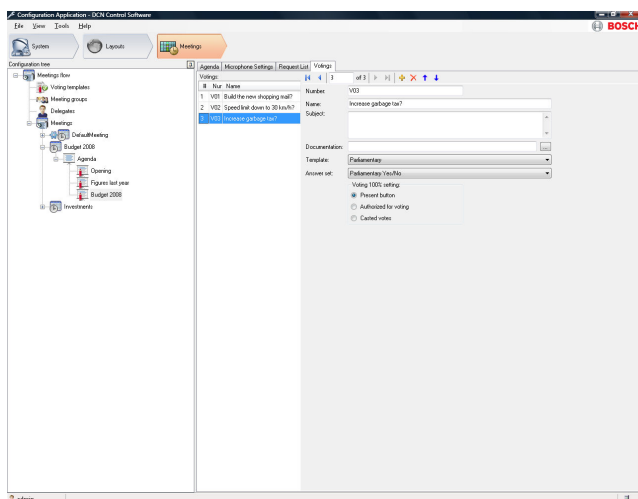 Configuration Application - DCN Control Software
File View Tools Help
BOSCH
System
Layouts
Meetings
Configuration tree
Meetings flow
Voting templates
Meeting groups
Delegates
Meetings
DefaultMeeting
Budget 2008
Agenda
Opening
Figures last year
Budget 2008
Investments
Agenda Microphone Settings Request List Votings
Votings:
# Nur Name
1 V01 Build the new shopping mall?
2 V02 Speed limit down to 30 km/h?
3 V03 Increase garbage tax?
3 of 3
Number: V03
Name: Increase garbage tax?
Subject:
Documentation: ...
Template: Parliamentary
Answer set: Parliamentary Yes/No
Voting 100% setting:
Present button
Authorized for voting
Casted votes
admin